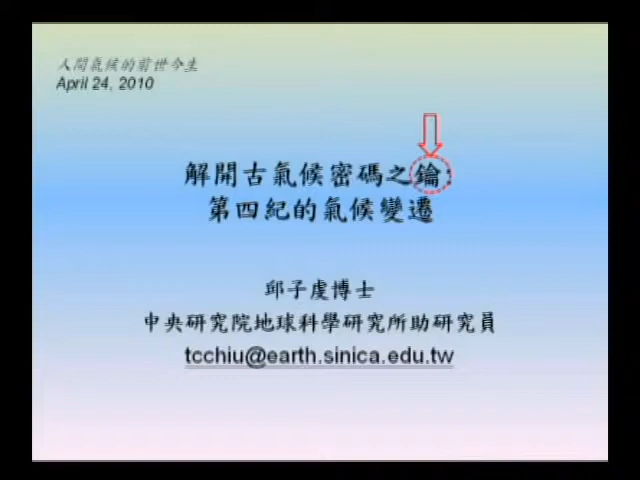 人間氣候的前世今生
April 24, 2010
解開古氣候密碼之鑰:
第四紀的氣候變遷
邱子虔博士
中央研究院地球科學研究所助研究員
tcchiu@earth.sinica.edu.tw